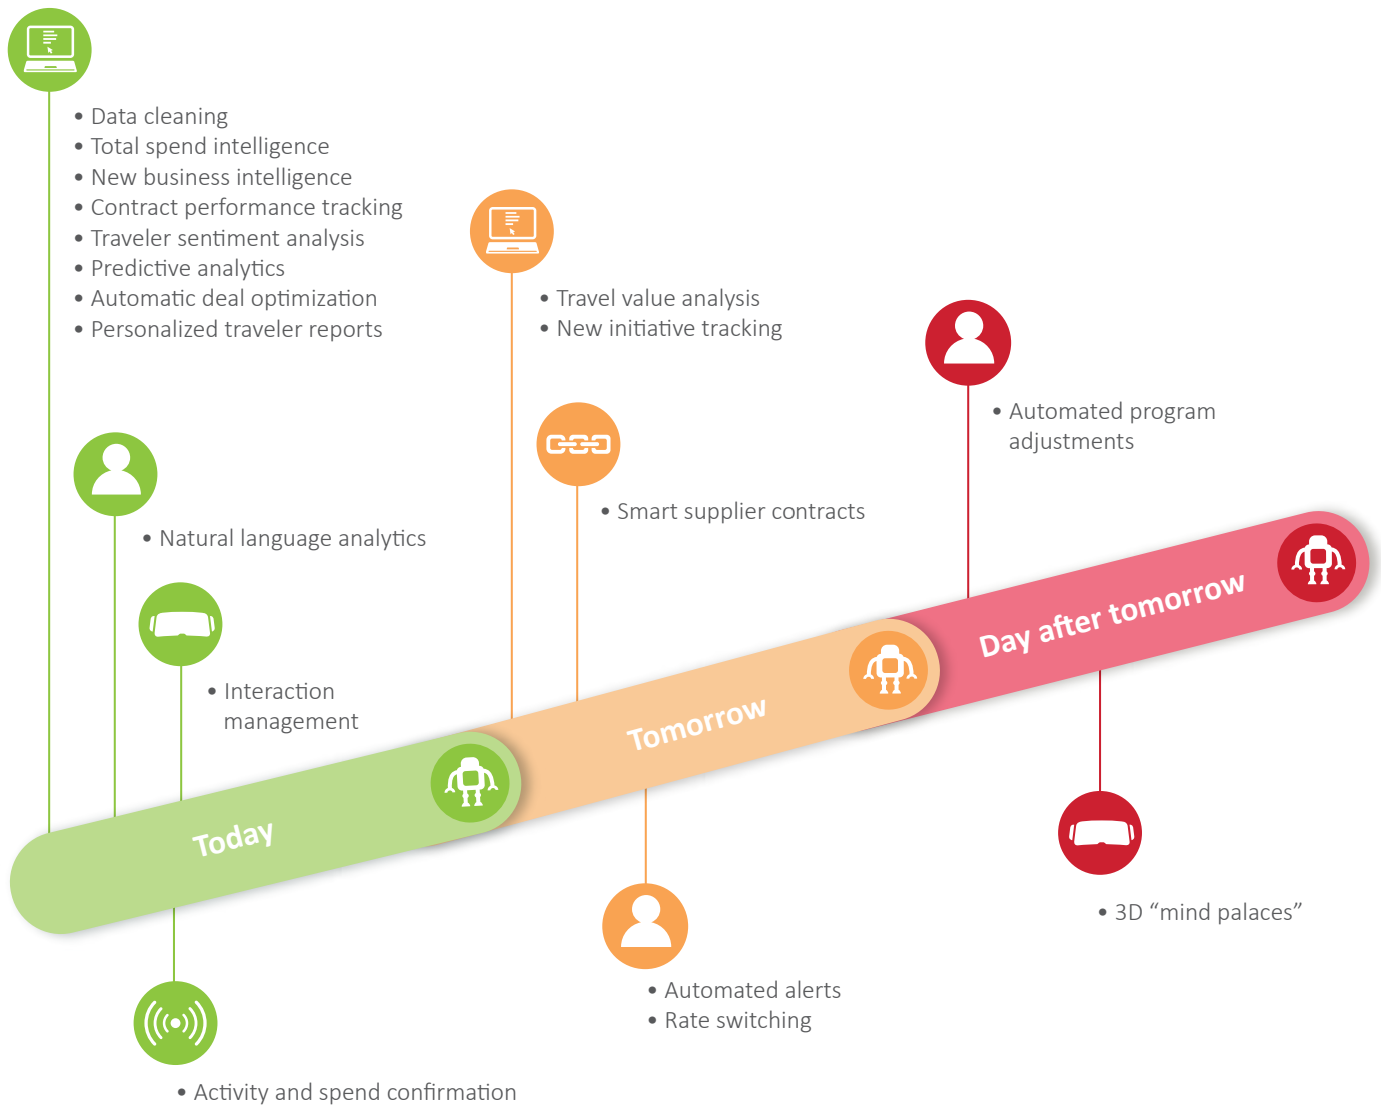 • Data cleaning
• Total spend intelligence
• New business intelligence
• Contract performance tracking
• Traveler sentiment analysis
• Predictive analytics
• Automatic deal optimization
• Personalized traveler reports
• Travel value analysis
• New initiative tracking
• Automated program
adjustments
• Smart supplier contracts
• Natural language analytics
• Interaction
management
Today
Tomorrow
Day after tomorrow
• 3D “mind palaces”
• Automated alerts
• Rate switching
• Activity and spend confirmation